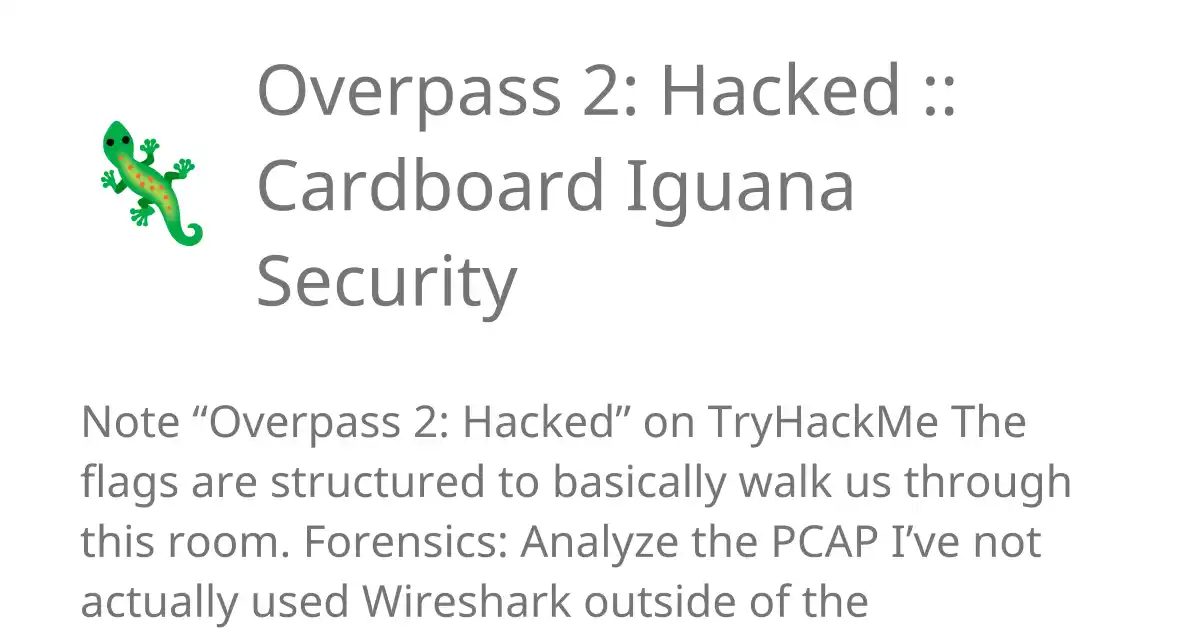 Overpass 2: Hacked ::
Cardboard Iguana
Security
Note “Overpass 2: Hacked” on TryHackMe The
flags are structured to basically walk us through
this room. Forensics: Analyze the PCAP I’ve not
actually used Wireshark outside of the